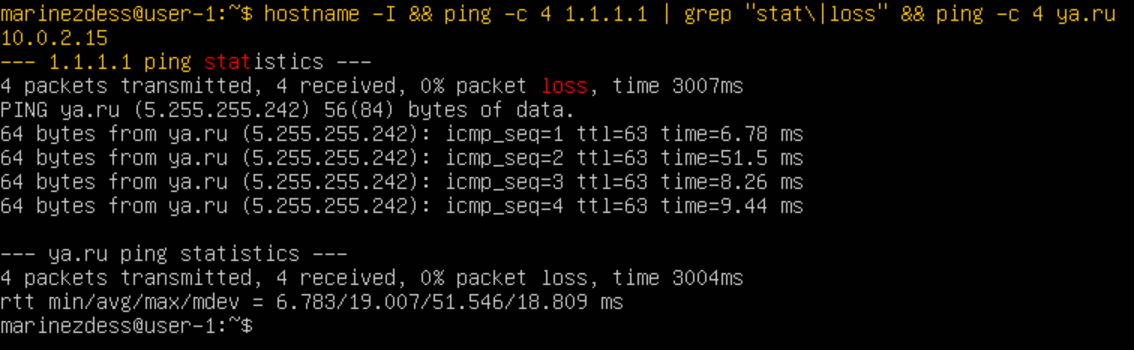 marinezdess@user-1:~$ hostname -I && ping -c 4 1.1.1.1 | grep "stat\|loss" && ping -c 4 ya.ru
10.0.2.15
--- 1.1.1.1 ping statistics ---
4 packets transmitted, 4 received, 0% packet loss, time 3007ms
PING ya.ru (5.255.255.242) 56(84) bytes of data.
64 bytes from ya.ru (5.255.255.242): icmp_seq=1 ttl=63 time=6.78 ms
64 bytes from ya.ru (5.255.255.242): icmp_seq=2 ttl=63 time=51.5 ms
64 bytes from ya.ru (5.255.255.242): icmp_seq=3 ttl=63 time=8.26 ms
64 bytes from ya.ru (5.255.255.242): icmp_seq=4 ttl=63 time=9.44 ms

--- ya.ru ping statistics ---
4 packets transmitted, 4 received, 0% packet loss, time 3004ms
rtt min/avg/max/mdev = 6.783/19.007/51.546/18.809 ms
marinezdess@user-1:~$